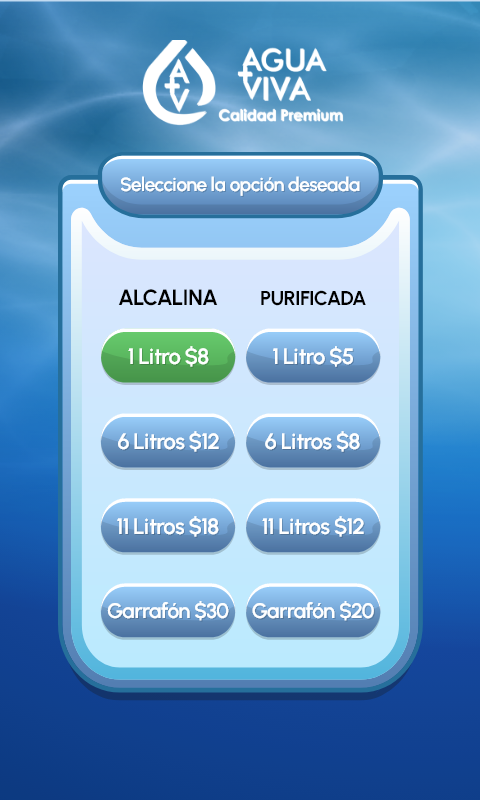 AGUA
VIVA
Calidad Premium
Seleccione la opción deseada
ALCALINA PURIFICADA
1 Litro $8 1 Litro $5
6 Litros $12 6 Litros $8
11 Litros $18 11 Litros $12
Garrafón $30 Garrafón $20